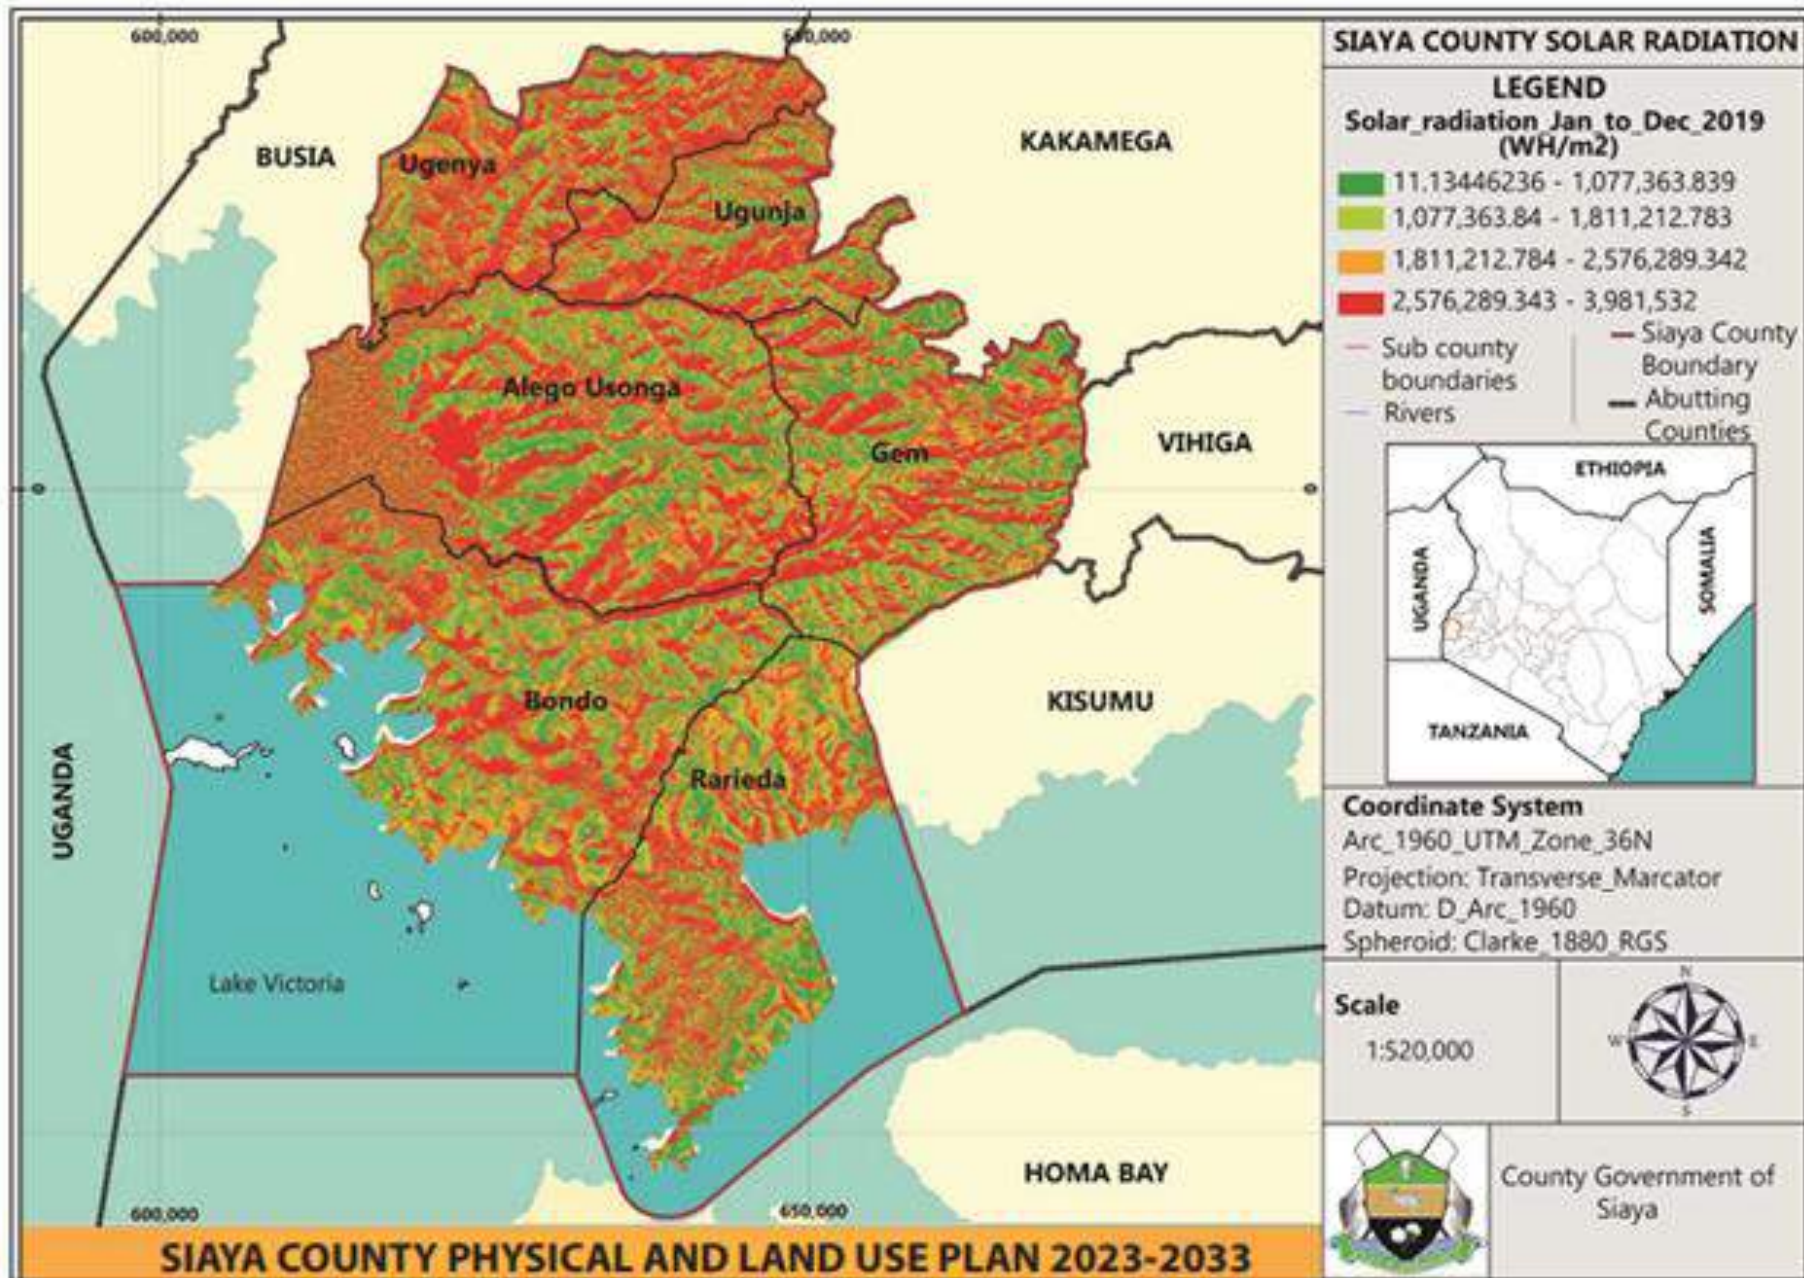 600,000
650,000
BUSIA
KAKAMEGA
Ugenya
Ugunja
Alego Usonga
Gem
VIHIGA
0
0
Bondo
KISUMU
Rarieda
UGANDA
Lake Victoria
HOMA BAY
600,000
650,000
SIAYA COUNTY PHYSICAL AND LAND USE PLAN 2023-2033
SIAYA COUNTY SOLAR RADIATION
LEGEND
Solar_radiation_Jan_to_Dec_2019
(WH/m2)
11.13446236 - 1,077,363.839
1,077,363.84 - 1,811,212.783
1,811,212.784 - 2,576,289.342
2,576,289.343 - 3,981,532
Sub county
boundaries
Rivers
Siaya County
Boundary
Abutting
Counties
ETHIOPIA
UGANDA
SOMALIA
TANZANIA
Coordinate System
Arc_1960_UTM_Zone_36N
Projection: Transverse_Marcator
Datum: D_Arc_1960
Spheroid: Clarke_1880_RGS
Scale
1:520,000
N
W
E
S
County Government of
Siaya